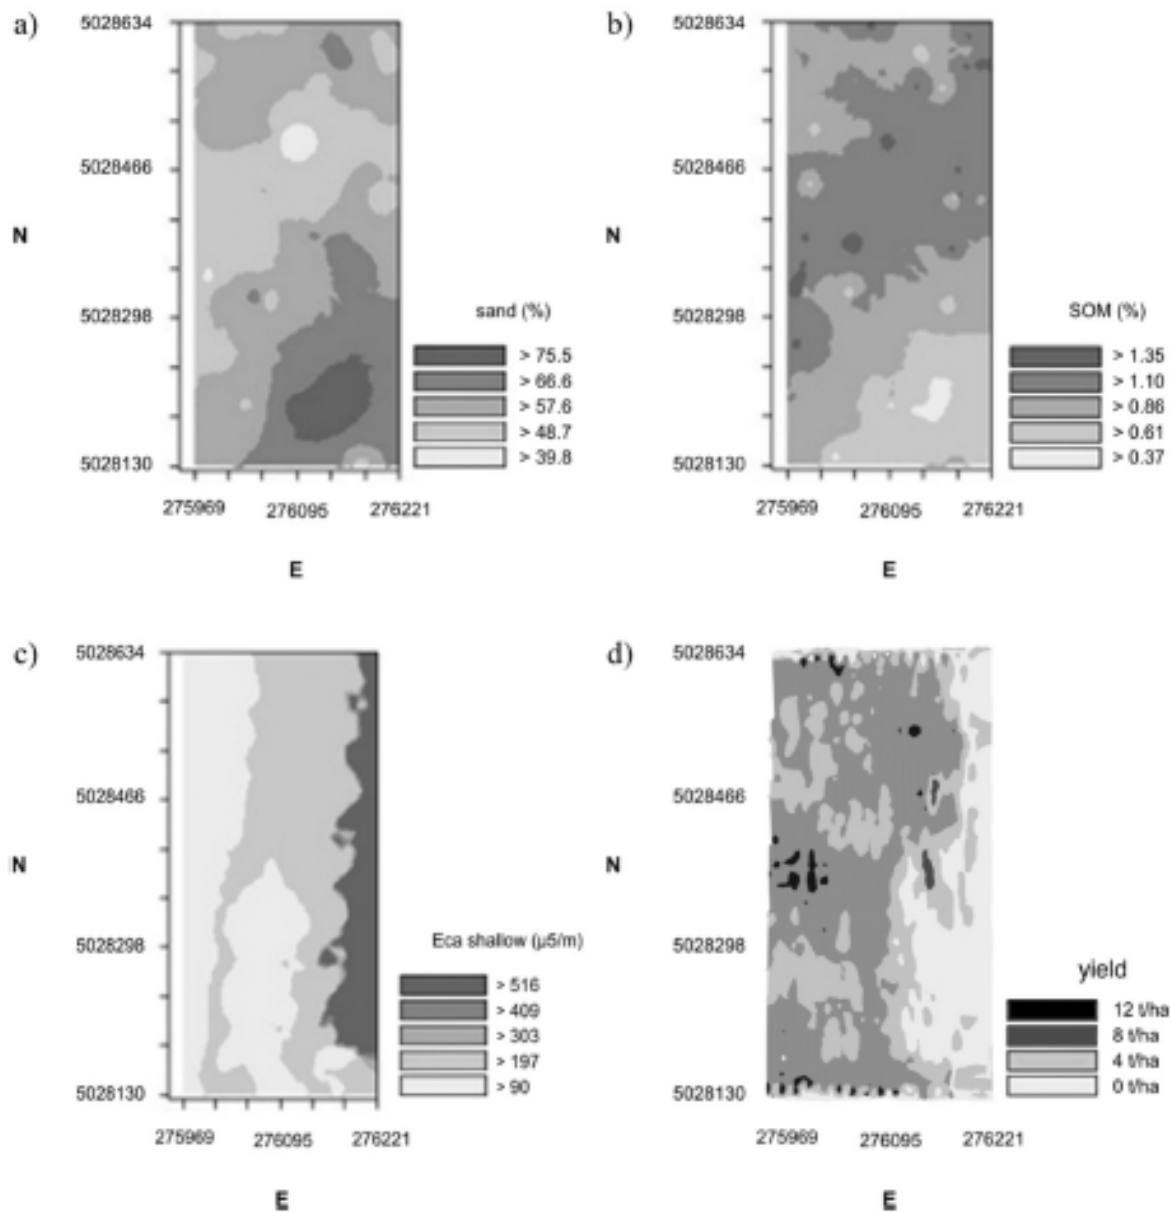 a)
5028634
5028466
N
5028298
5028130
275969 276095 276221
E
sand (%)
> 75.5
> 66.6
> 57.6
> 48.7
> 39.8
b)
5028634
5028466
N
5028298
5028130
275969 276095 276221
E
SOM (%)
> 1.35
> 1.10
> 0.86
> 0.61
> 0.37
c)
5028634
5028466
N
5028298
5028130
275969 276095 276221
E
Eca shallow (µ5/m)
> 516
> 409
> 303
> 197
> 90
d)
5028634
5028466
N
5028298
5028130
275969 276095 276221
E
yield
12 t/ha
8 t/ha
4 t/ha
0 t/ha